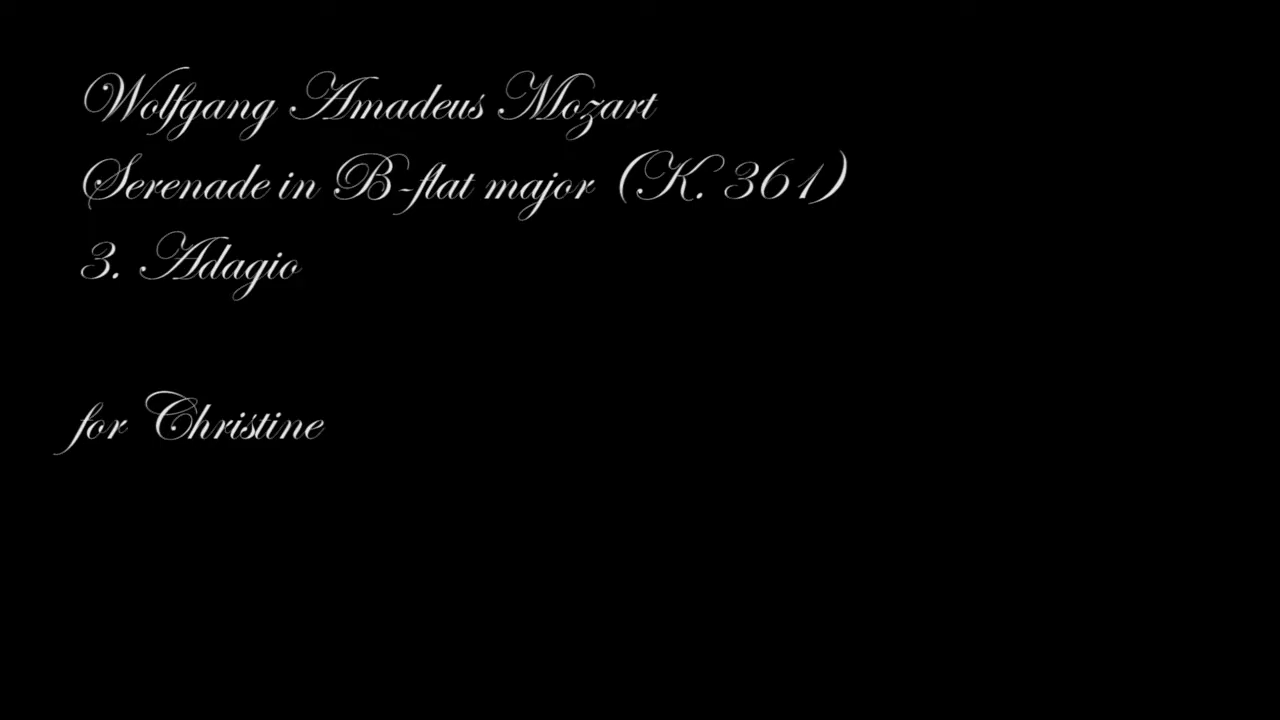 Wolfgang Amadeus Mozart
Serenade in B-flat major (K. 361)
3. Adagio
for Christine